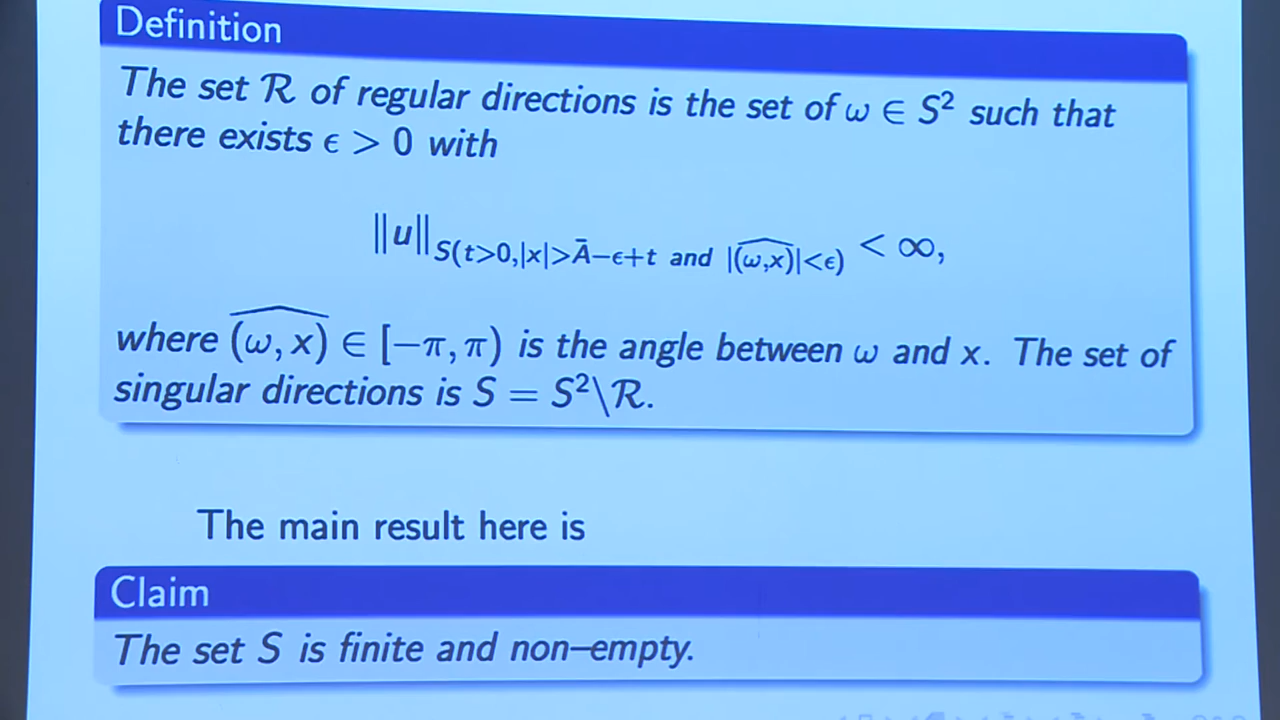 Definition
The set ℛ of regular directions is the set of ω ∈ S² such that
there exists ϵ > 0 with
‖u‖_{S(t>0,|x|>Ā−ϵ+t and |\widehat{(ω,x)}|<ϵ)} < ∞,
where \widehat{(ω, x)} ∈ [−π, π) is the angle between ω and x. The set of
singular directions is S = S²\ℛ.
The main result here is
Claim
The set S is finite and non–empty.